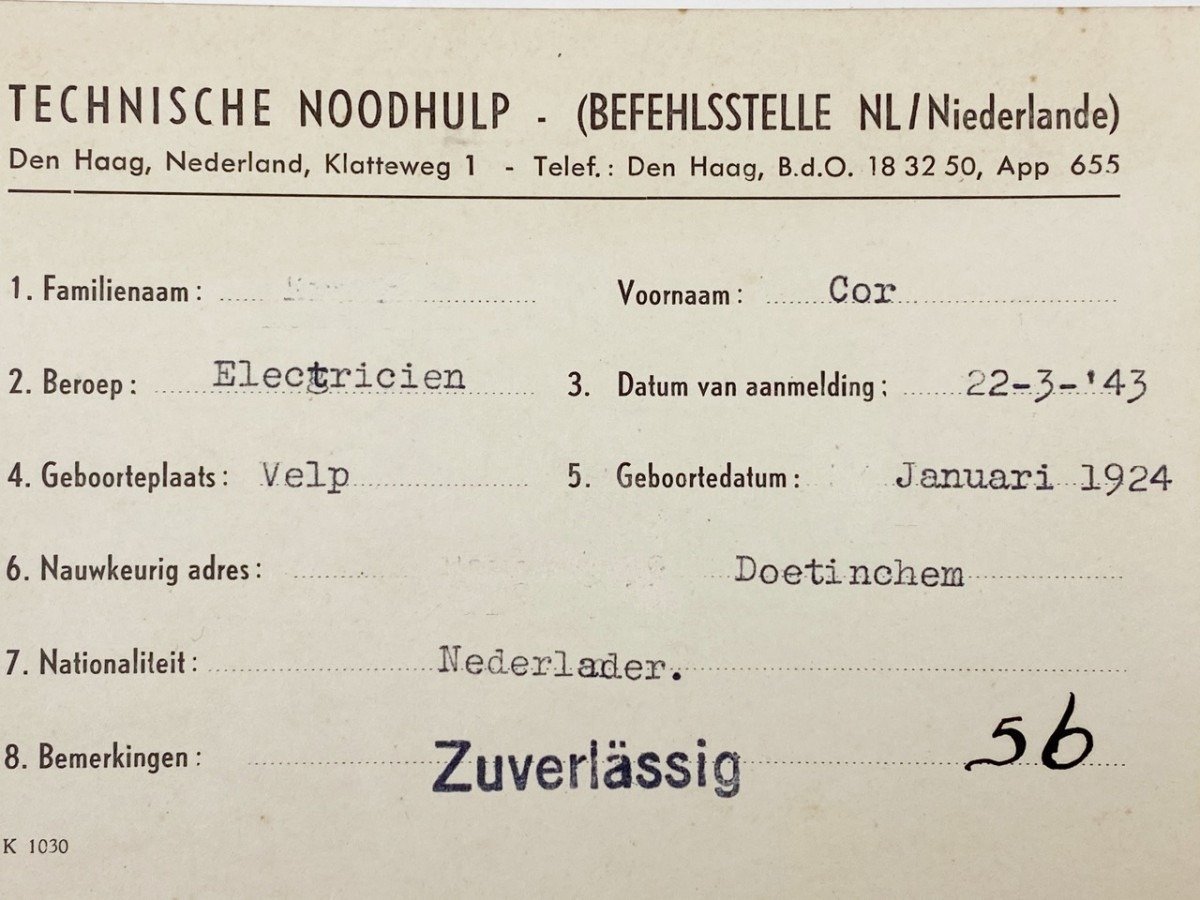 TECHNISCHE NOODHULP - (BEFEHLSSTELLE NL/Niederlande)
Den Haag, Nederland, Klatteweg 1 - Telef.: Den Haag, B.d.O. 18 32 50, App 655
1. Familienaam: Voornaam: Cor
2. Beroep: Electricien 3. Datum van aanmelding: 22-3-'43
4. Geboorteplaats: Velp 5. Geboortedatum: Januari 1924
6. Nauwkeurig adres: Doetinchem
7. Nationaliteit: Nederlader.
8. Bemerkingen: Zuverlässig 56
K 1030